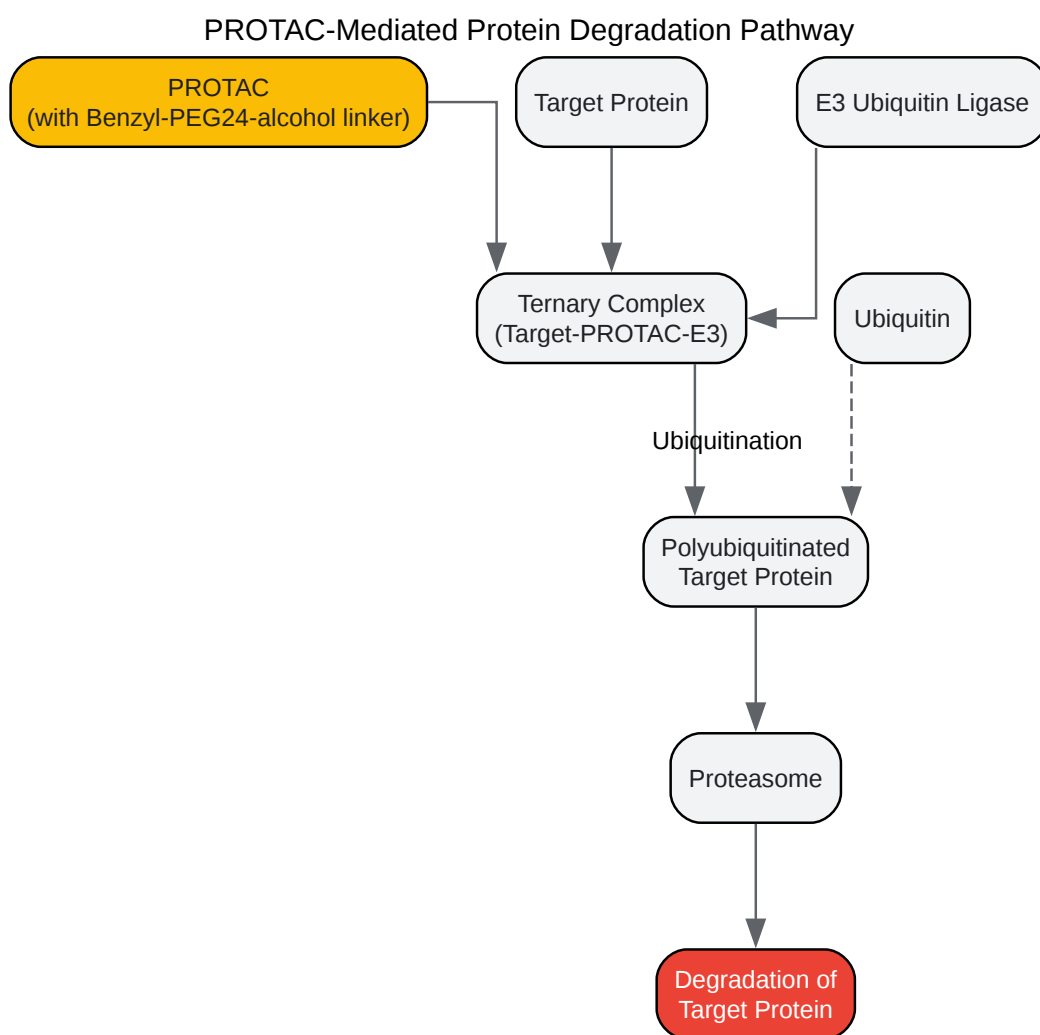 PROTAC-Mediated Protein Degradation Pathway
PROTAC
(with Benzyl-PEG24-alcohol linker)
Target Protein
E3 Ubiquitin Ligase
Ternary Complex
(Target-PROTAC-E3)
Ubiquitin
Ubiquitination
Polyubiquitinated
Target Protein
Proteasome
Degradation of
Target Protein